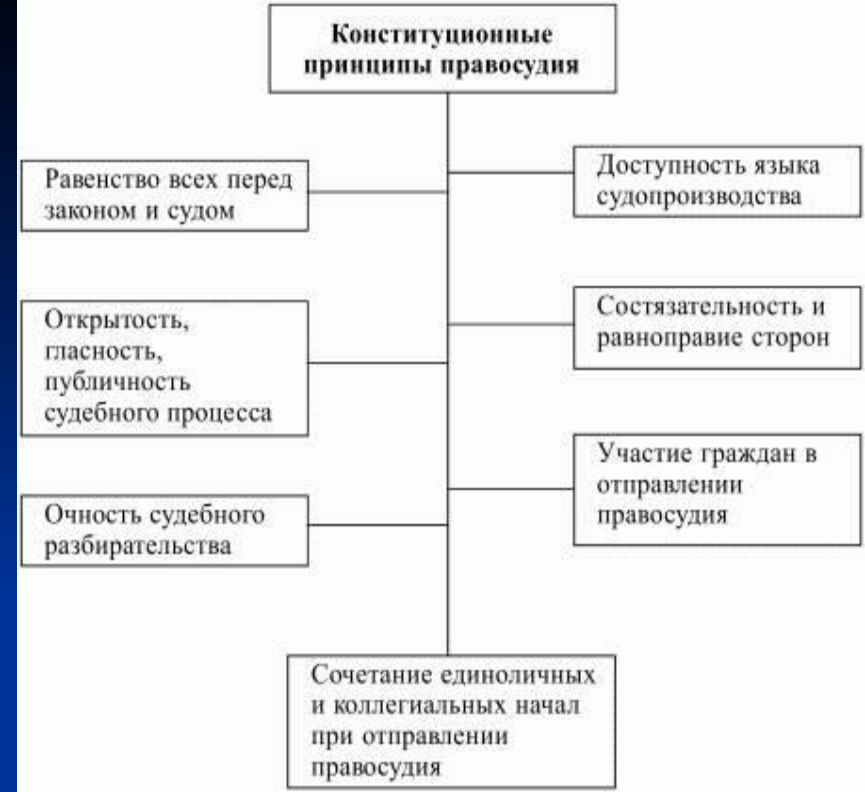 Конституционные
принципы правосудия
Равенство всех перед
законом и судом
Доступность языка
судопроизводства
Открытость,
гласность,
публичность
судебного процесса
Состязательность и
равноправие сторон
Очность судебного
разбирательства
Участие граждан в
отправлении
правосудия
Сочетание единоличных
и коллегиальных начал
при отправлении
правосудия